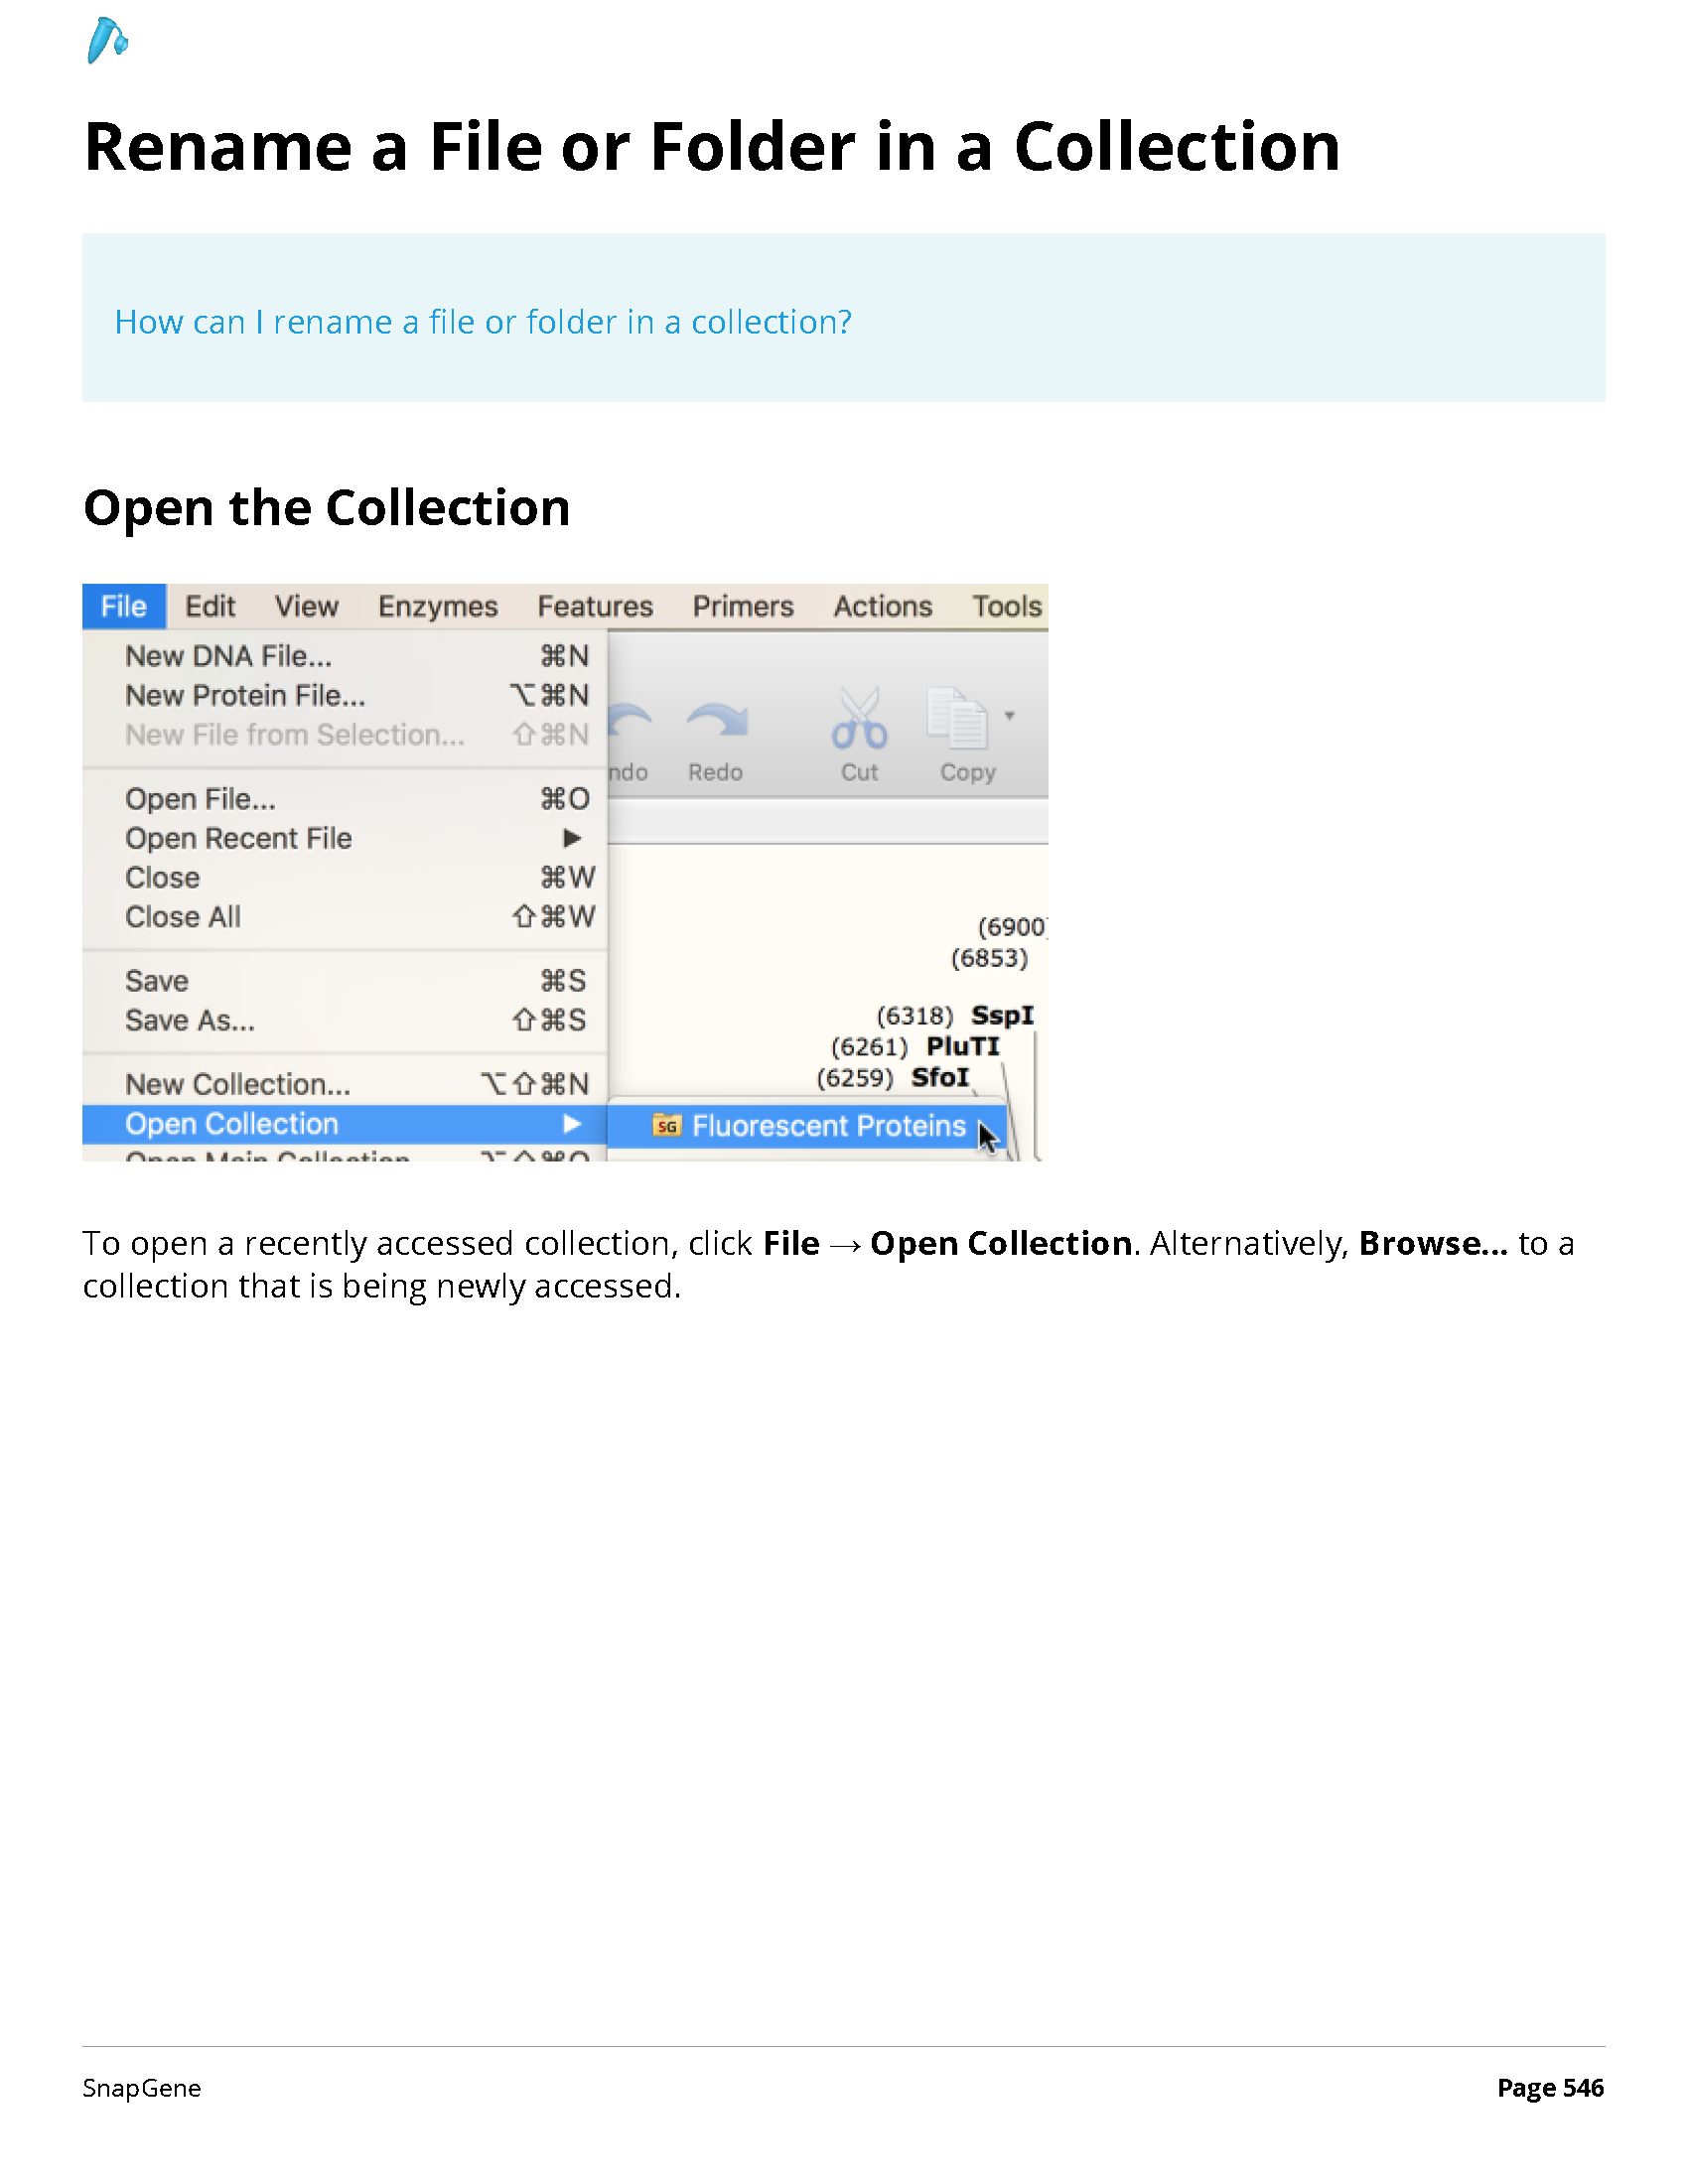 Rename a File or Folder in a Collection
How can I rename a file or folder in a collection?
Open the Collection
File Edit View Enzymes Features Primers Actions Tools
New DNA File... ⌘N
New Protein File... ⌥⌘N
New File from Selection... ⇧⌘N
ndo Redo Cut Copy
Open File... ⌘O
Open Recent File ▶
Close ⌘W
Close All ⇧⌘W
(6900)
(6853)
Save ⌘S
Save As... ⇧⌘S
(6318) SspI
(6261) PluTI
(6259) SfoI
New Collection... ⌥⇧⌘N
Open Collection ▶
SG Fluorescent Proteins
Open Main Collection ⌥⇧⌘O
To open a recently accessed collection, click File → Open Collection. Alternatively, Browse... to a
collection that is being newly accessed.
SnapGene Page 546